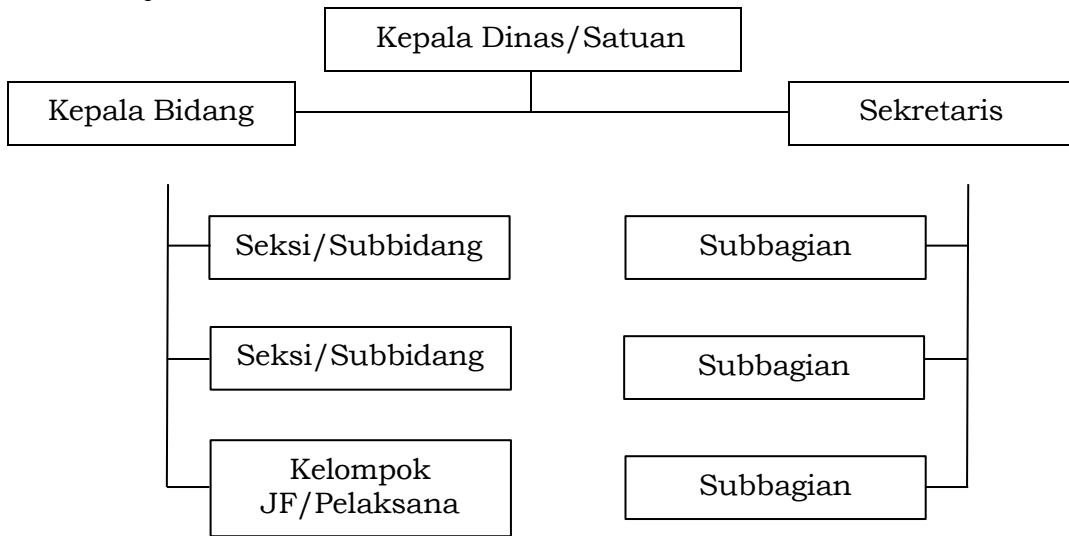 Kepala Dinas/Satuan
Kepala Bidang
Sekretaris
Seksi/Subbidang
Subbagian
Seksi/Subbidang
Subbagian
Kelompok
JF/Pelaksana
Subbagian